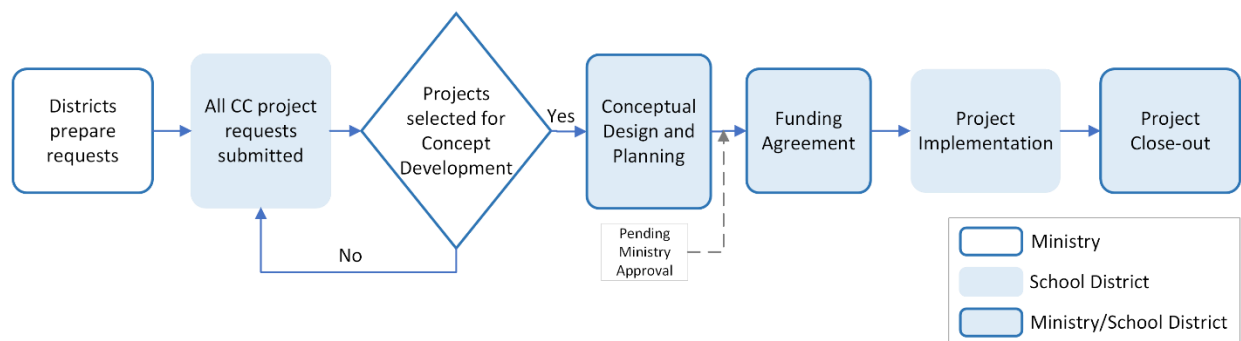 Districts
prepare
requests
All CC project
requests
submitted
Projects
selected for
Concept
Development
Yes
No
Conceptual
Design and
Planning
Pending
Ministry
Approval
Funding
Agreement
Project
Implementation
Project
Close-out
Ministry
School District
Ministry/School District